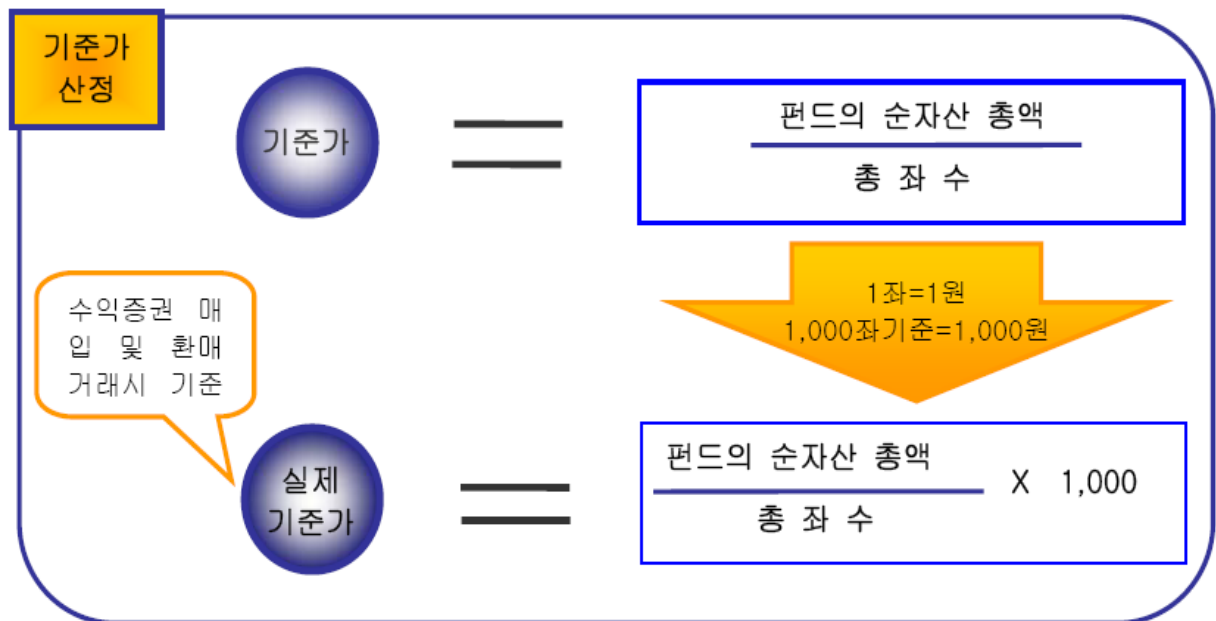 기준가
산정
기준가
펀드의 순자산 총액
총 좌 수
1좌=1원
1,000좌기준=1,000원
수익증권 매
입 및 환매
거래시 기준
실제
기준가
펀드의 순자산 총액
총 좌 수
X 1,000